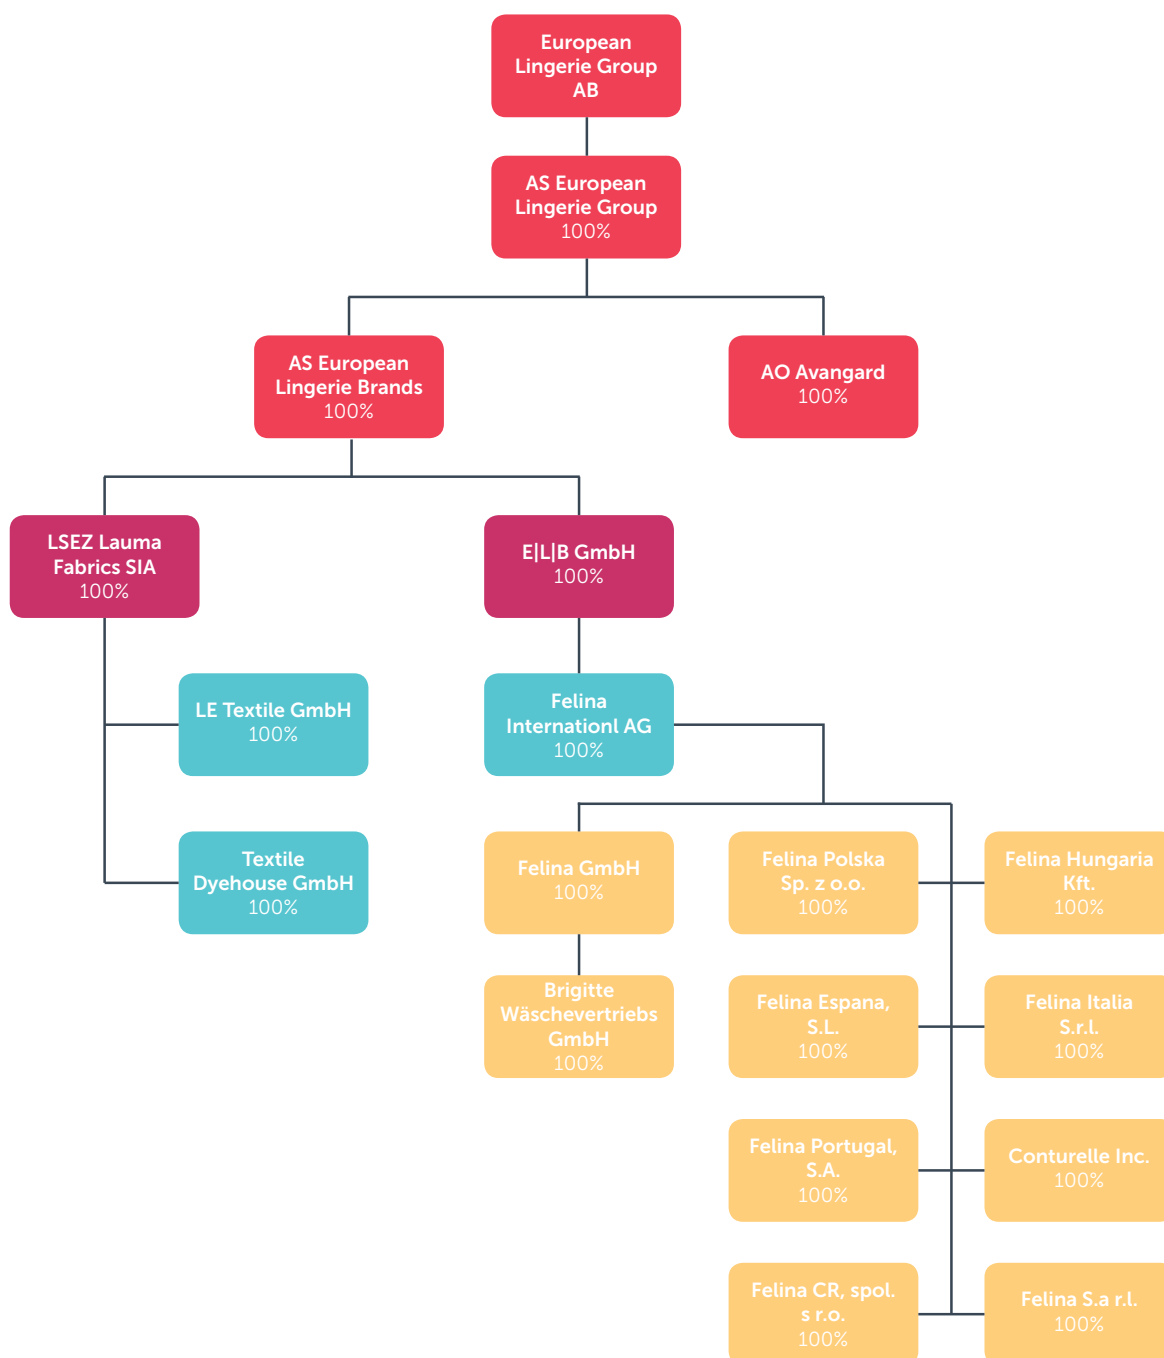 European
Lingerie Group
AB
AS European
Lingerie Group
100%
AS European
Lingerie Brands
100%
AO Avangard
100%
LSEZ Lauma
Fabrics SIA
100%
E|L|B GmbH
100%
LE Textile GmbH
100%
Felina
Internationl AG
100%
Textile
Dyehouse GmbH
100%
Felina GmbH
100%
Felina Polska
Sp. z o.o.
100%
Felina Hungaria
Kft.
100%
Brigitte
Wäschevertriebs
GmbH
100%
Felina Espana,
S.L.
100%
Felina Italia
S.r.l.
100%
Felina Portugal,
S.A.
100%
Conturelle Inc.
100%
Felina CR, spol.
s r.o.
100%
Felina S.a r.l.
100%